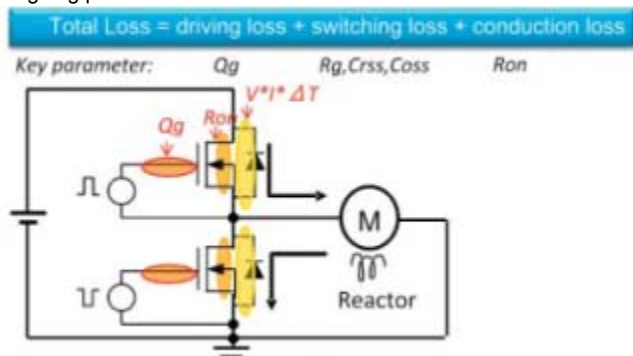 Total Loss = driving loss + switching loss + conduction loss
Key parameter: Qg Rg,Crss,Coss Ron
V*I* ΔT
Qg Ron
M
Reactor